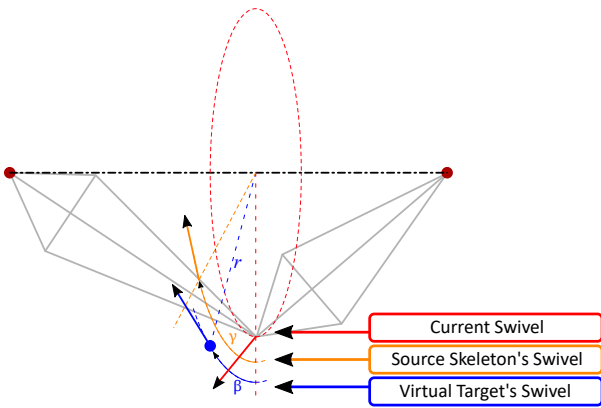 r
γ
β
Current Swivel
Source Skeleton's Swivel
Virtual Target's Swivel